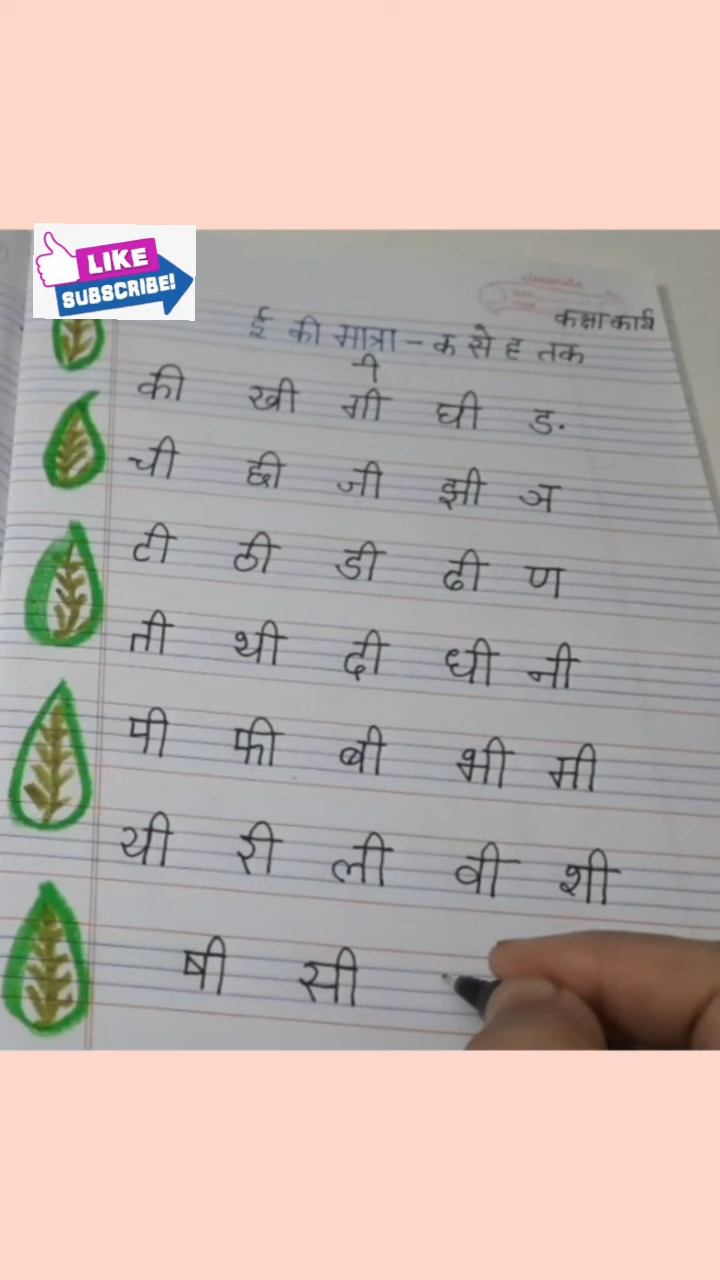 LIKE
SUBSCRIBE!
कक्षा कार्य
ई की मात्रा - क से ह तक
ी
की खी गी घी ङ
ची छी जी झी ञ
टी ठी डी ढी ण
ती थी दी धी नी
पी फी बी भी मी
यी री ली वी शी
षी सी